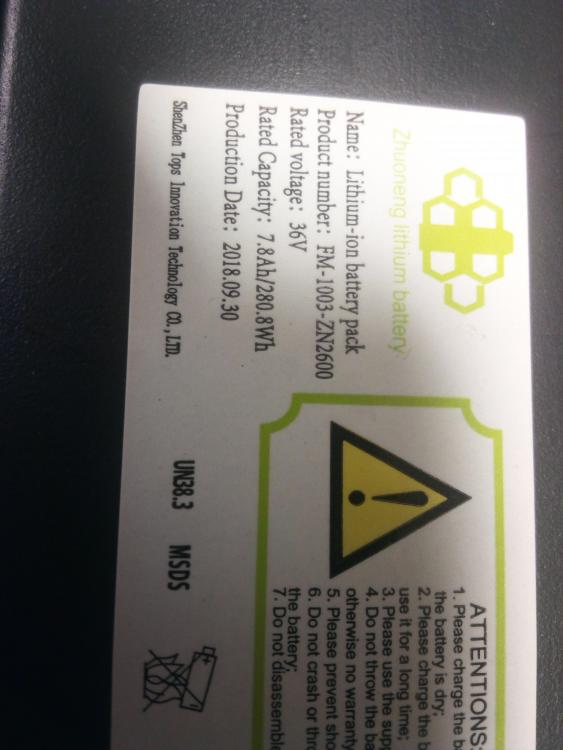 Zhuoneng lithium battery
Name: Lithium-ion battery pack
Product number: FM-1003-ZN2600
Rated voltage: 36V
Rated Capacity: 7.8Ah/280.8Wh
Production Date: 2018.09.30
ShenZhen Tops Innovation Technology CO., LTD.
UN38.3 MSDS
ATTENTIONS:
1. Please charge the b
the battery is dry;
2. Please charge the
use it for a long time;
3. Please use the sup
4. Do not throw the b
otherwise no warranty
5. Please prevent sho
6. Do not crash or thr
7. Do not disassemble
the battery;